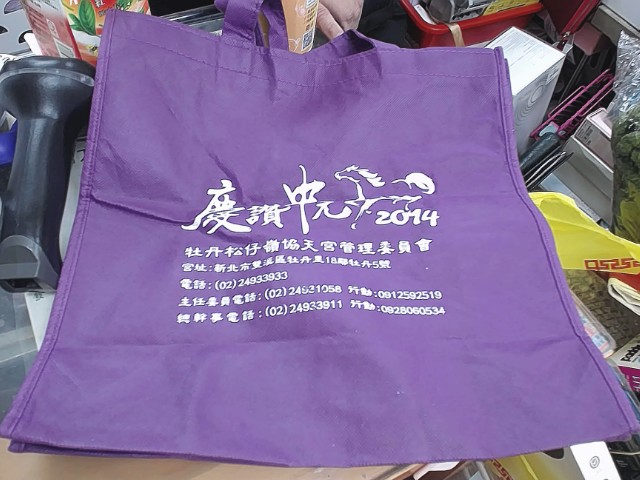 慶讚中元 2014
牡丹松仔嶺協天宮管理委員會
宮址:新北市雙溪區牡丹里18鄰牡丹5號
電話:(02)24933933
主任委員電話:(02)24931058 行動:0912592519
總幹事電話:(02)24933911 行動:0928060534